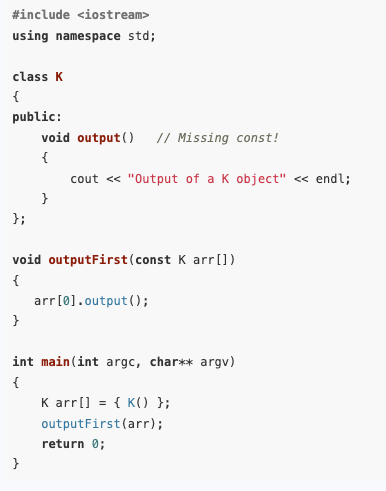 #include <iostream>
using namespace std;

class K
{
public:
    void output()   // Missing const!
    {
        cout << "Output of a K object" << endl;
    }
};

void outputFirst(const K arr[])
{
   arr[0].output();
}

int main(int argc, char** argv)
{
    K arr[] = { K() };
    outputFirst(arr);
    return 0;
}